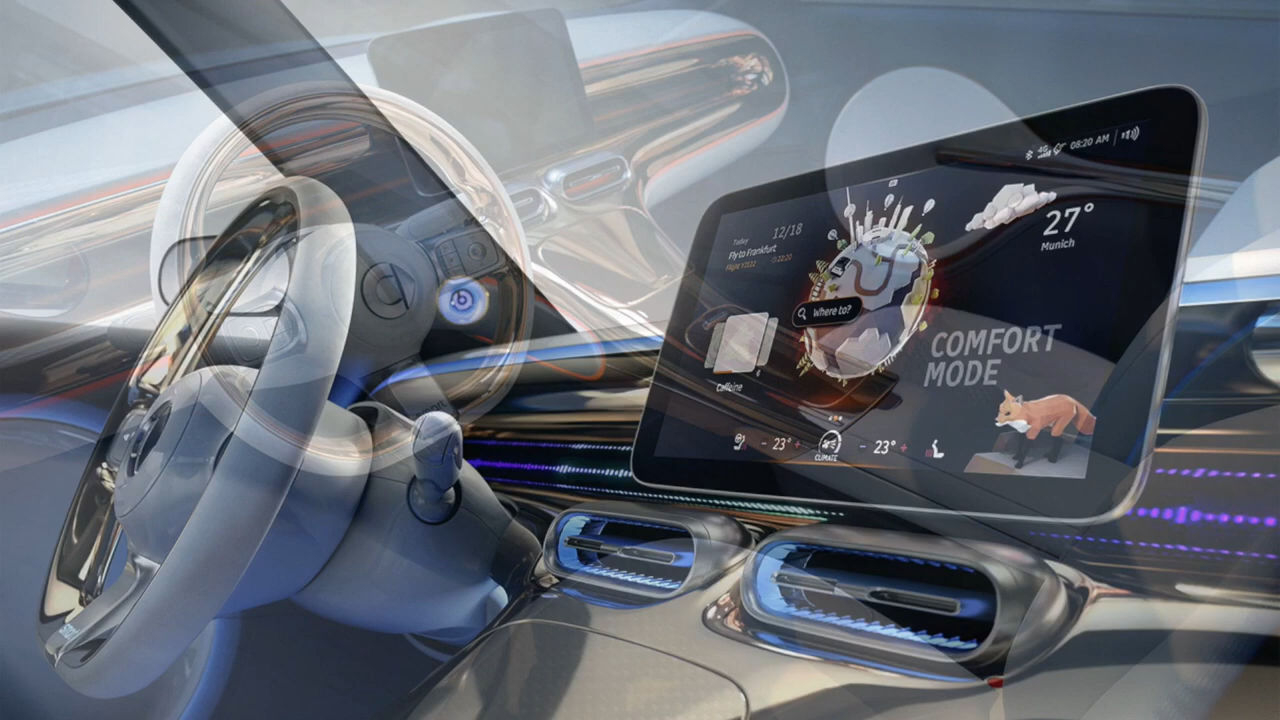 4G 08:20 AM
Today 12/18
Fly to Frankfurt
27°
Munich
Where to?
COMFORT
MODE
Caffeine
23° 23°
CLIMATE